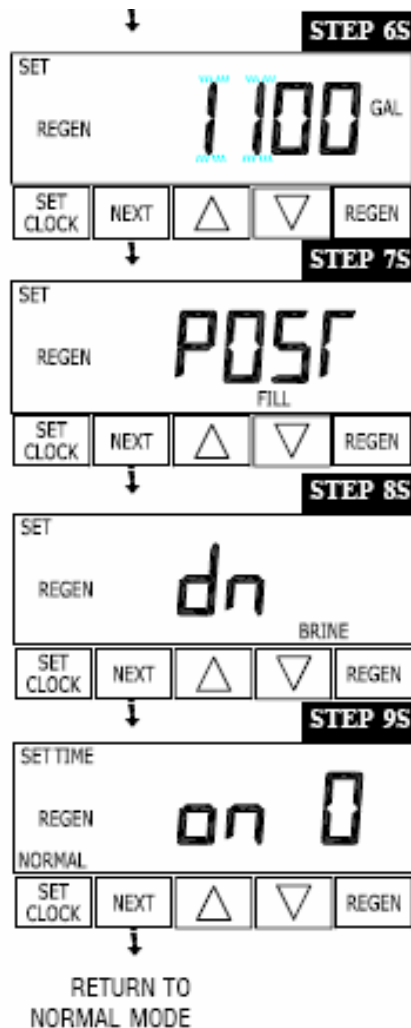 STEP 6S
SET
REGEN 1100 GAL
SET CLOCK NEXT REGEN
STEP 7S
SET
REGEN POST
FILL
SET CLOCK NEXT REGEN
STEP 8S
SET
REGEN dn
BRINE
SET CLOCK NEXT REGEN
STEP 9S
SET TIME
REGEN on 0
NORMAL
SET CLOCK NEXT REGEN
RETURN TO
NORMAL MODE